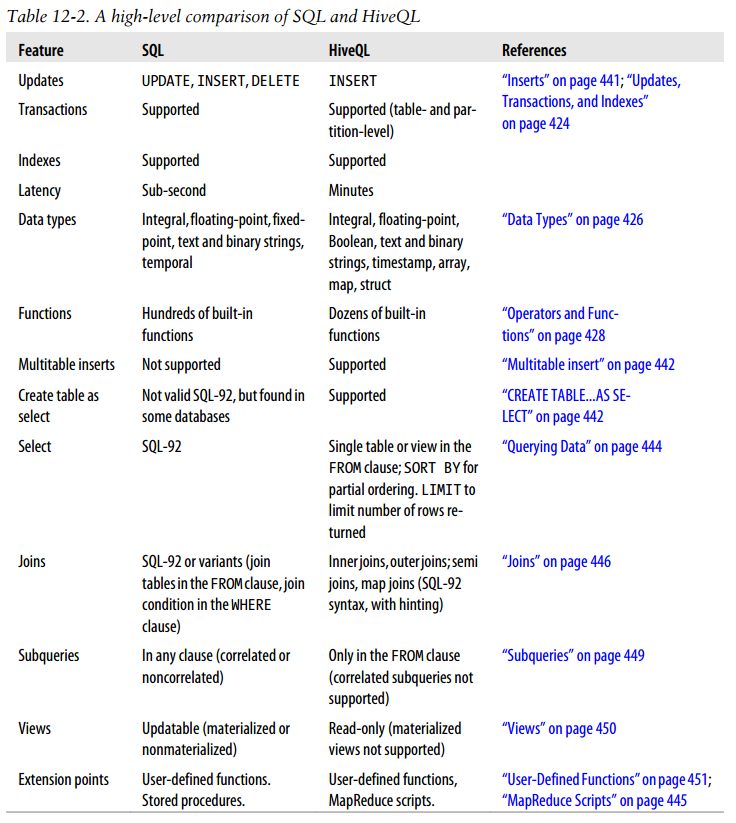 Table 12-2. A high-level comparison of SQL and HiveQL
Feature SQL HiveQL References
Updates UPDATE, INSERT, DELETE INSERT “Inserts” on page 441; “Updates,
Transactions, and Indexes”
on page 424
Transactions Supported Supported (table- and par-
tition-level)
Indexes Supported Supported
Latency Sub-second Minutes
Data types Integral, floating-point, fixed- Integral, floating-point, “Data Types” on page 426
point, text and binary strings, Boolean, text and binary
temporal strings, timestamp, array,
map, struct
Functions Hundreds of built-in Dozens of built-in “Operators and Func-
functions functions tions” on page 428
Multitable inserts Not supported Supported “Multitable insert” on page 442
Create table as Not valid SQL-92, but found in Supported “CREATE TABLE...AS SE-
select some databases LECT” on page 442
Select SQL-92 Single table or view in the “Querying Data” on page 444
FROM clause; SORT BY for
partial ordering. LIMIT to
limit number of rows re-
turned
Joins SQL-92 or variants (join Inner joins, outer joins; semi “Joins” on page 446
tables in the FROM clause, join joins, map joins (SQL-92
condition in the WHERE syntax, with hinting)
clause)
Subqueries In any clause (correlated or Only in the FROM clause “Subqueries” on page 449
noncorrelated) (correlated subqueries not
supported)
Views Updatable (materialized or Read-only (materialized “Views” on page 450
nonmaterialized) views not supported)
Extension points User-defined functions. User-defined functions, “User-Defined Functions” on page 451;
Stored procedures. MapReduce scripts. “MapReduce Scripts” on page 445